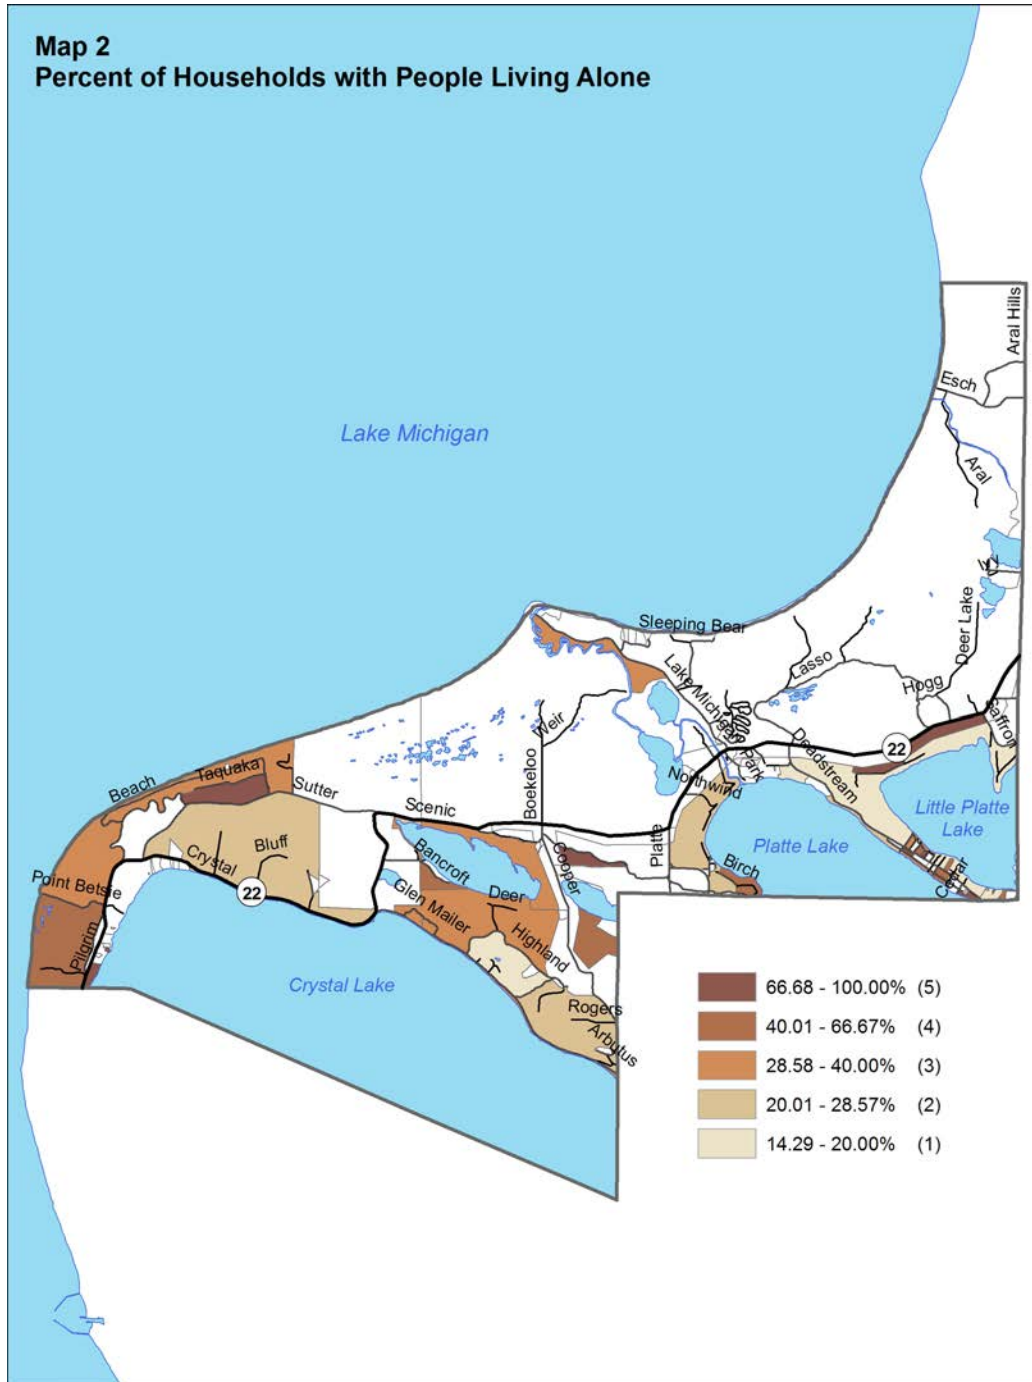 Map 2
Percent of Households with People Living Alone
Aral Hills
Esch
Lake Michigan
Aral
Deer Lake
Sleeping Bear
Lasso
Lake Michigan
Hogg
Saffron
Weir
22
Deadstream
Park
Taquaka
Beach
Sutter
Northwind
Scenic
Boekeloo
Little Platte
Lake
Bluff
Crystal
Bancroft
Cooper
Platte
Platte Lake
Birch
Cedar
Point Betsie
22
Glen Mailer
Deer
Pilgrim
Highland
Crystal Lake
Rogers
Arbutus
66.68 - 100.00% (5)
40.01 - 66.67% (4)
28.58 - 40.00% (3)
20.01 - 28.57% (2)
14.29 - 20.00% (1)